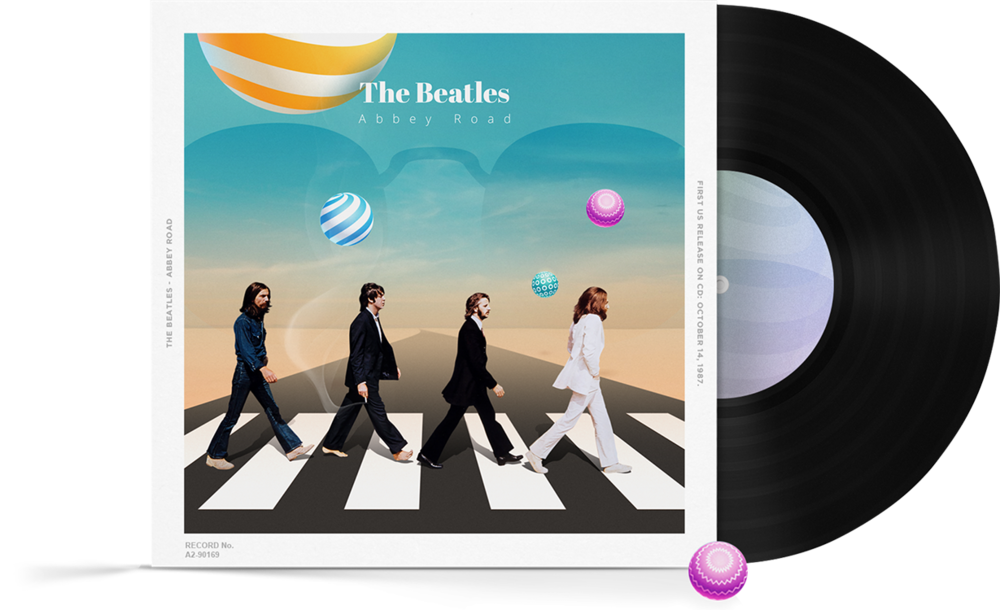 The Beatles
Abbey Road
THE BEATLES - ABBEY ROAD
FIRST US RELEASE ON CD: OCTOBER 14, 1987.
RECORD No.
A2-90169